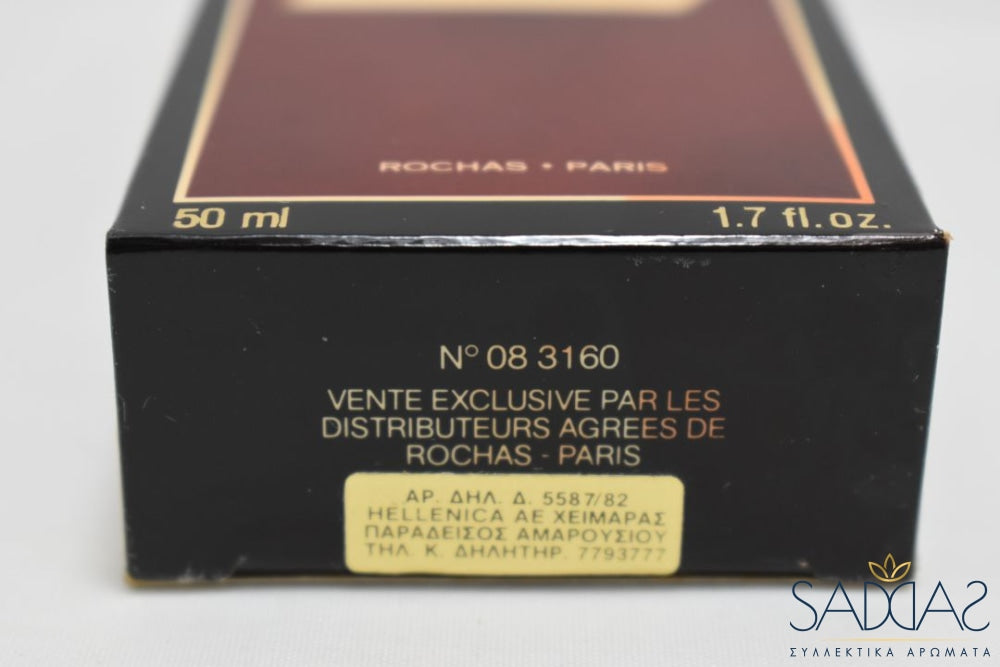 ROCHAS • PARIS
50 ml 1.7 fl.oz.
N° 08 3160
VENTE EXCLUSIVE PAR LES
DISTRIBUTEURS AGREES DE
ROCHAS - PARIS
ΑΡ. ΔΗΛ. Δ. 5587/82
HELLENICA AE ΧΕΙΜΑΡΑΣ
ΠΑΡΑΔΕΙΣΟΣ ΑΜΑΡΟΥΣΙΟΥ
ΤΗΛ. Κ. ΔΗΛΗΤΗΡ. 7793777
SADDAS
ΣΥΛΛΕΚΤΙΚΑ ΑΡΩΜΑΤΑ